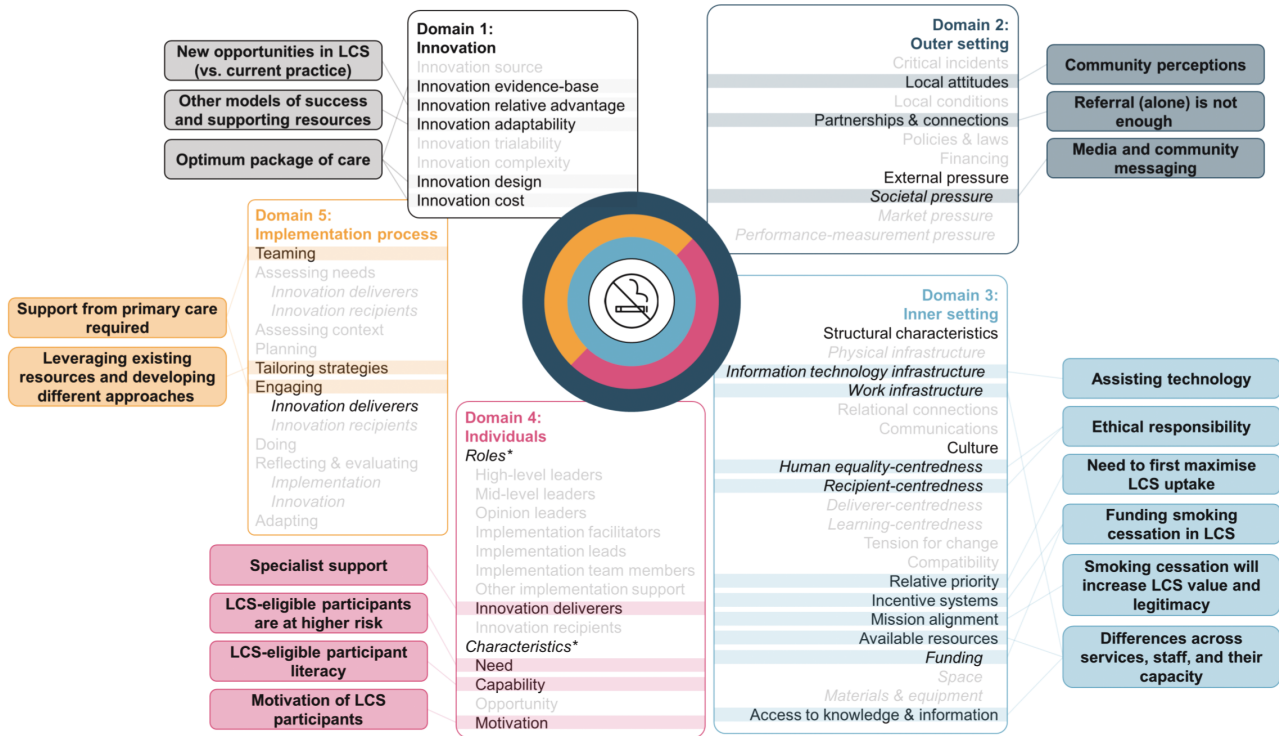 New opportunities in LCS
(vs. current practice)
Other models of success
and supporting resources
Optimum package of care
Domain 1:
Innovation
Innovation source
Innovation evidence-base
Innovation relative advantage
Innovation adaptability
Innovation trialability
Innovation complexity
Innovation design
Innovation cost
Domain 2:
Outer setting
Critical incidents
Local attitudes
Local conditions
Partnerships & connections
Policies & laws
Financing
External pressure
Societal pressure
Market pressure
Performance-measurement pressure
Community perceptions
Referral (alone) is not
enough
Media and community
messaging
Support from primary care
required
Leveraging existing
resources and developing
different approaches
Domain 5:
Implementation process
Teaming
Assessing needs
Innovation deliverers
Innovation recipients
Assessing context
Planning
Tailoring strategies
Engaging
Innovation deliverers
Innovation recipients
Doing
Reflecting & evaluating
Implementation
Innovation
Adapting
Domain 3:
Inner setting
Structural characteristics
Physical infrastructure
Information technology infrastructure
Work infrastructure
Relational connections
Communications
Culture
Human equality-centredness
Recipient-centredness
Deliverer-centredness
Learning-centredness
Tension for change
Compatibility
Relative priority
Incentive systems
Mission alignment
Available resources
Funding
Space
Materials & equipment
Access to knowledge & information
Assisting technology
Ethical responsibility
Need to first maximise
LCS uptake
Funding smoking
cessation in LCS
Smoking cessation will
increase LCS value and
legitimacy
Differences across
services, staff, and their
capacity
Specialist support
LCS-eligible participants
are at higher risk
LCS-eligible participant
literacy
Motivation of LCS
participants
Domain 4:
Individuals
Roles*
High-level leaders
Mid-level leaders
Opinion leaders
Implementation facilitators
Implementation leads
Implementation team members
Other implementation support
Innovation deliverers
Innovation recipients
Characteristics*
Need
Capability
Opportunity
Motivation